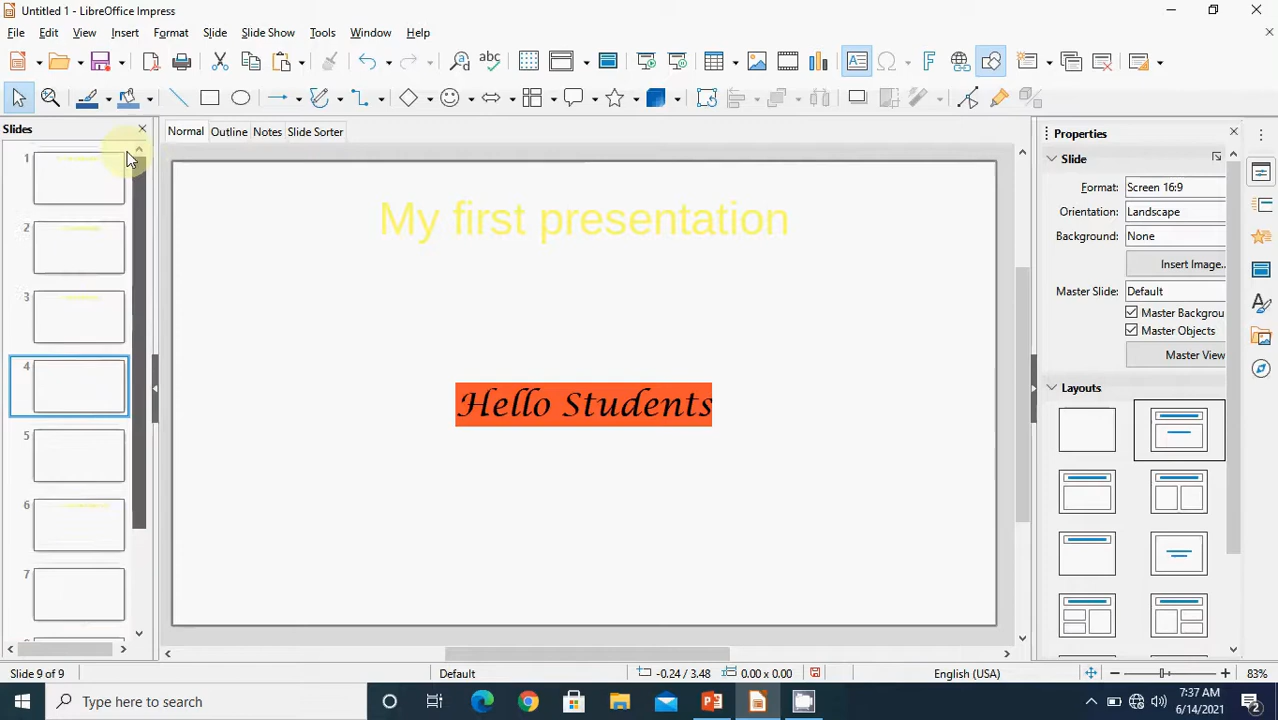 Untitled 1 - LibreOffice Impress
File Edit View Insert Format Slide Slide Show Tools Window Help
Slides
Normal Outline Notes Slide Sorter
Properties
Slide
Format: Screen 16:9
Orientation: Landscape
Background: None
Insert Image..
Master Slide: Default
Master Backgrou
Master Objects
Master View
Layouts
1
2
3
4
5
6
7
My first presentation
Hello Students
Slide 9 of 9
Default
-0.24 / 3.48
0.00 x 0.00
English (USA)
83%
Type here to search
7:37 AM
6/14/2021
2